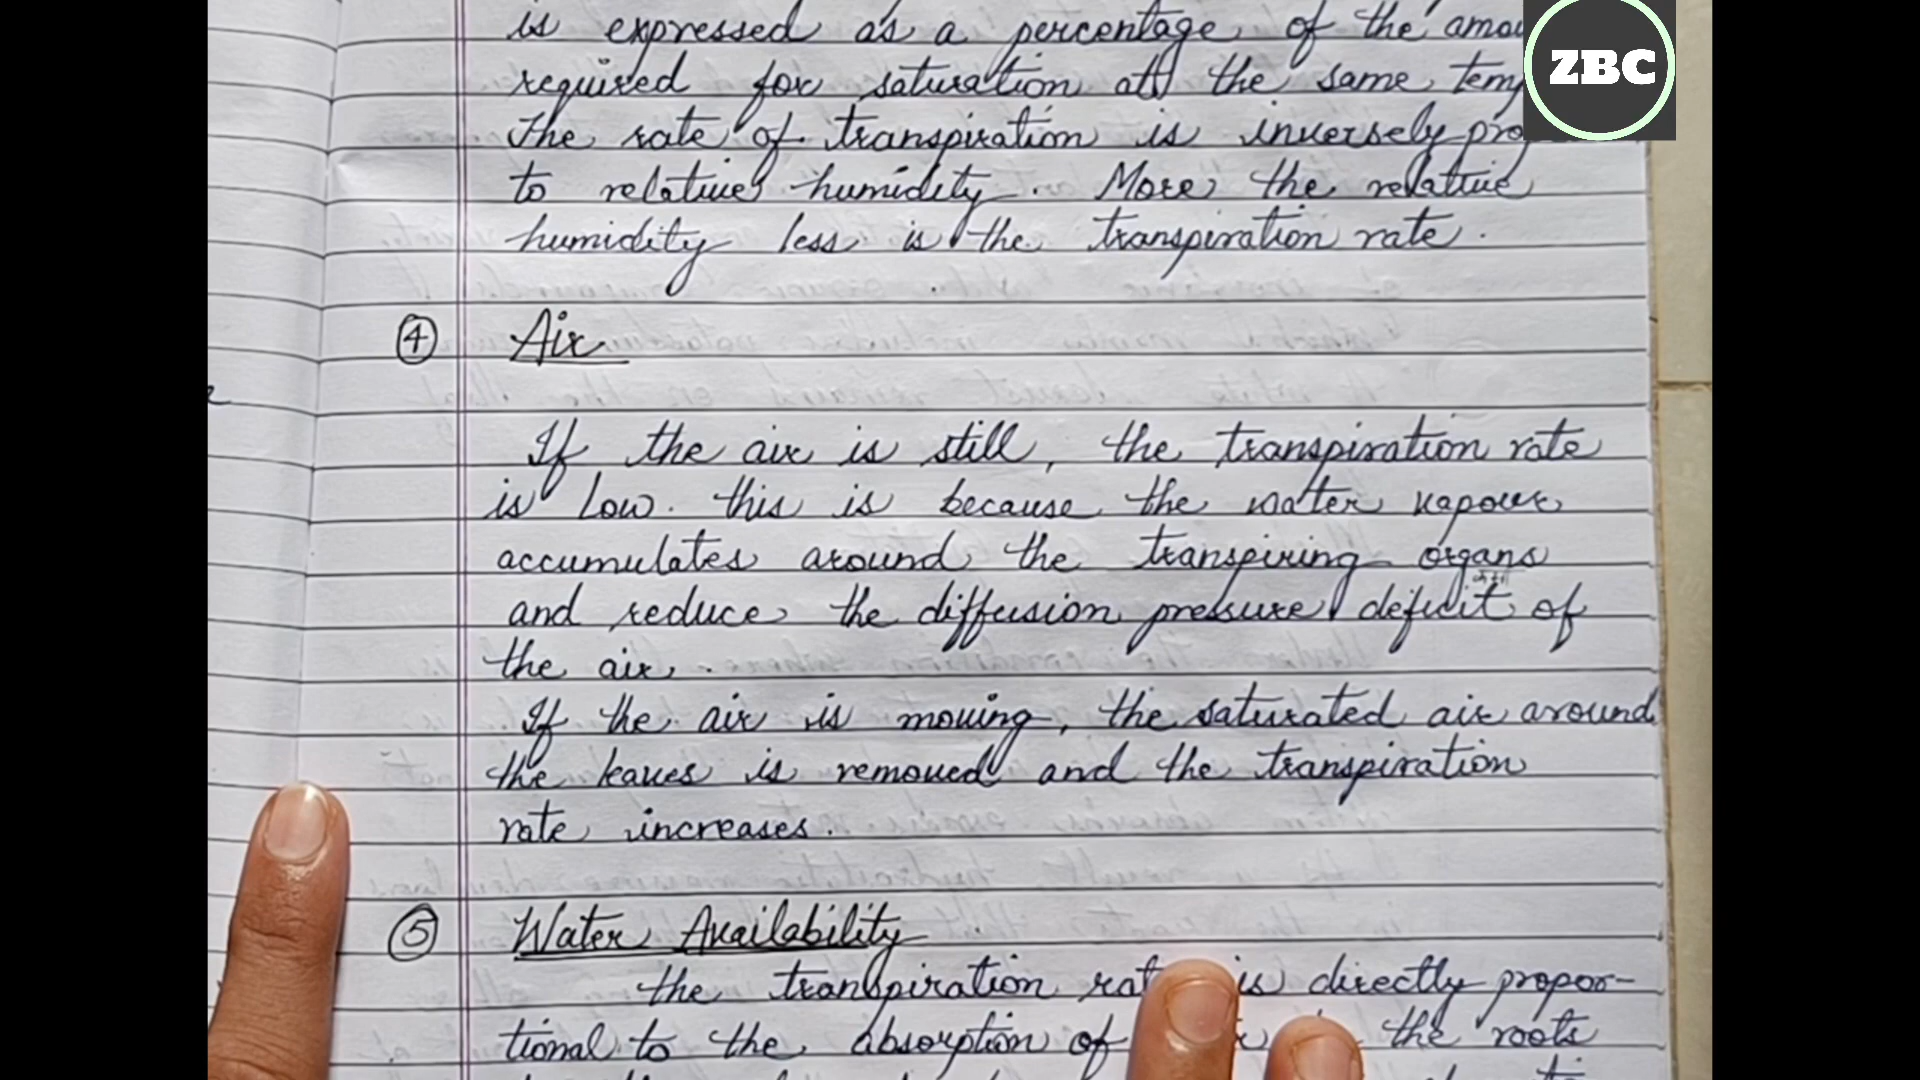 is expressed as a percentage of the amou
ZBC
required for saturation at the same temp
The rate of transpiration is inversely pro
to relative humidity. More the relative
humidity less is the transpiration rate.
4 Air
If the air is still, the transpiration rate
is low. this is because the water vapour
accumulates around the transpiring organs
and reduce the diffusion pressure deficit of
the air.
If the air is moving, the saturated air around
the leaves is removed and the transpiration
rate increases.
5 Water Availability
the transpiration rat is directly propor-
tional to the absorption of the roots